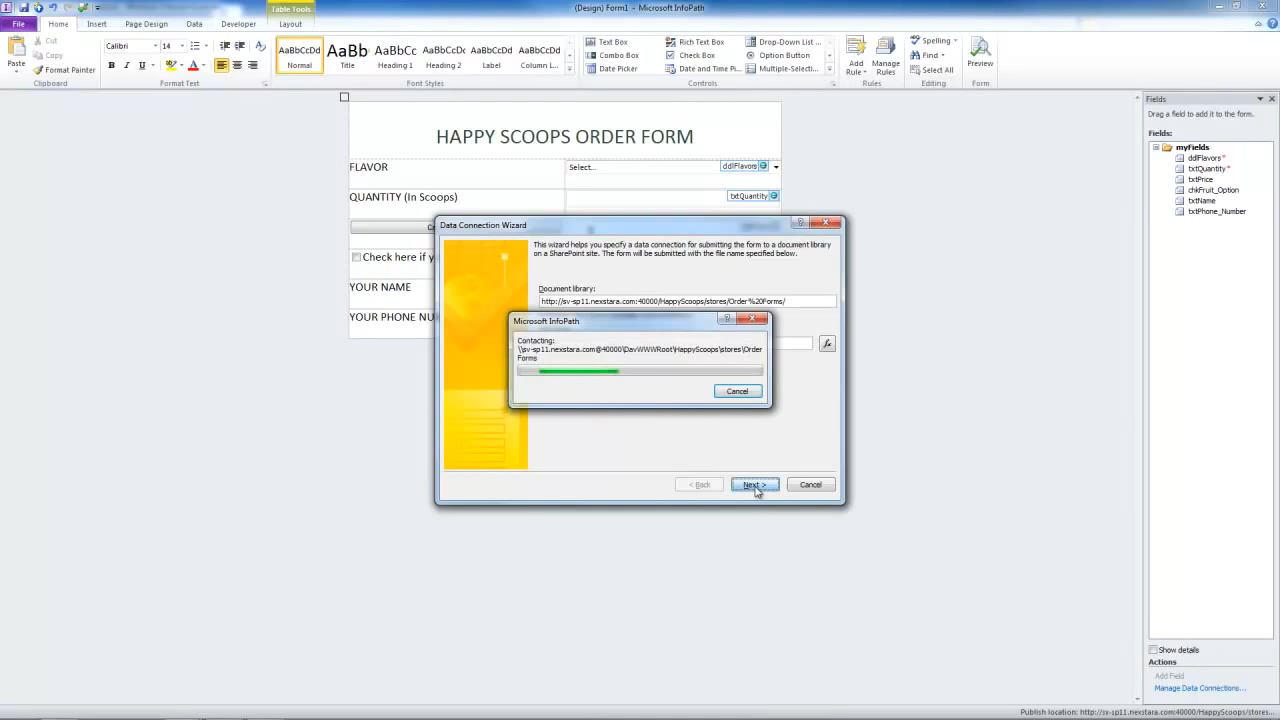 Table Tools
(Design) Form1 - Microsoft InfoPath
File Home Insert Page Design Data Developer Layout
Paste
Cut
Copy
Format Painter
Clipboard
Calibri 14
B I U A
Format Text
AaBbCcDd AaBb AaBbCc AaBbCcDd AaBbCcDd AaBbCcDd
Normal Title Heading 1 Heading 2 Label Column L...
Font Styles
Text Box Rich Text Box Drop-Down List ...
Combo Box Check Box Option Button
Date Picker Date and Time Pi... Multiple-Selecti...
Controls
Add Rule
Manage Rules
Rules
Spelling
Find
Select All
Editing
Preview
Form
HAPPY SCOOPS ORDER FORM
FLAVOR Select... ddlFlavors
QUANTITY (In Scoops) txtQuantity
Check here if y
YOUR NAME
YOUR PHONE NU
Data Connection Wizard
This wizard helps you specify a data connection for submitting the form to a document library
on a SharePoint site. The form will be submitted with the file name specified below.
Document library:
http://sv-sp11.nexstara.com:40000/HappyScoops/stores/Order%20Forms/
fx
Microsoft InfoPath
Contacting:
\\sv-sp11.nexstara.com@40000\DavWWWRoot\HappyScoops\stores\Order
Forms
Cancel
< Back Next > Cancel
Fields
Drag a field to add it to the form.
Fields:
myFields
ddlFlavors*
txtQuantity*
txtPrice
chkFruit_Option
txtName
txtPhone_Number
Show details
Actions
Add Field
Manage Data Connections...
Publish location: http://sv-sp11.nexstara.com:40000/HappyScoops/stores...